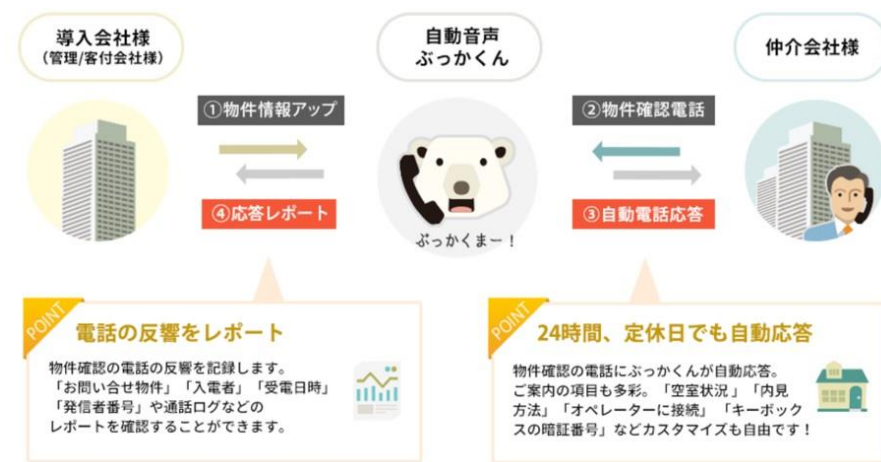 導入会社様
(管理/客付会社様)
自動音声
ぶっかくん
仲介会社様
①物件情報アップ
②物件確認電話
④応答レポート
③自動電話応答
ぶっかくまー！
POINT
電話の反響をレポート
物件確認の電話の反響を記録します。
「お問い合せ物件」「入電者」「受電日時」
「発信者番号」や通話ログなどの
レポートを確認することができます。
POINT
24時間、定休日でも自動応答
物件確認の電話にぶっかくんが自動応答。
ご案内の項目も多彩。「空室状況」「内見
方法」「オペレーターに接続」「キーボック
スの暗証番号」などカスタマイズも自由です！